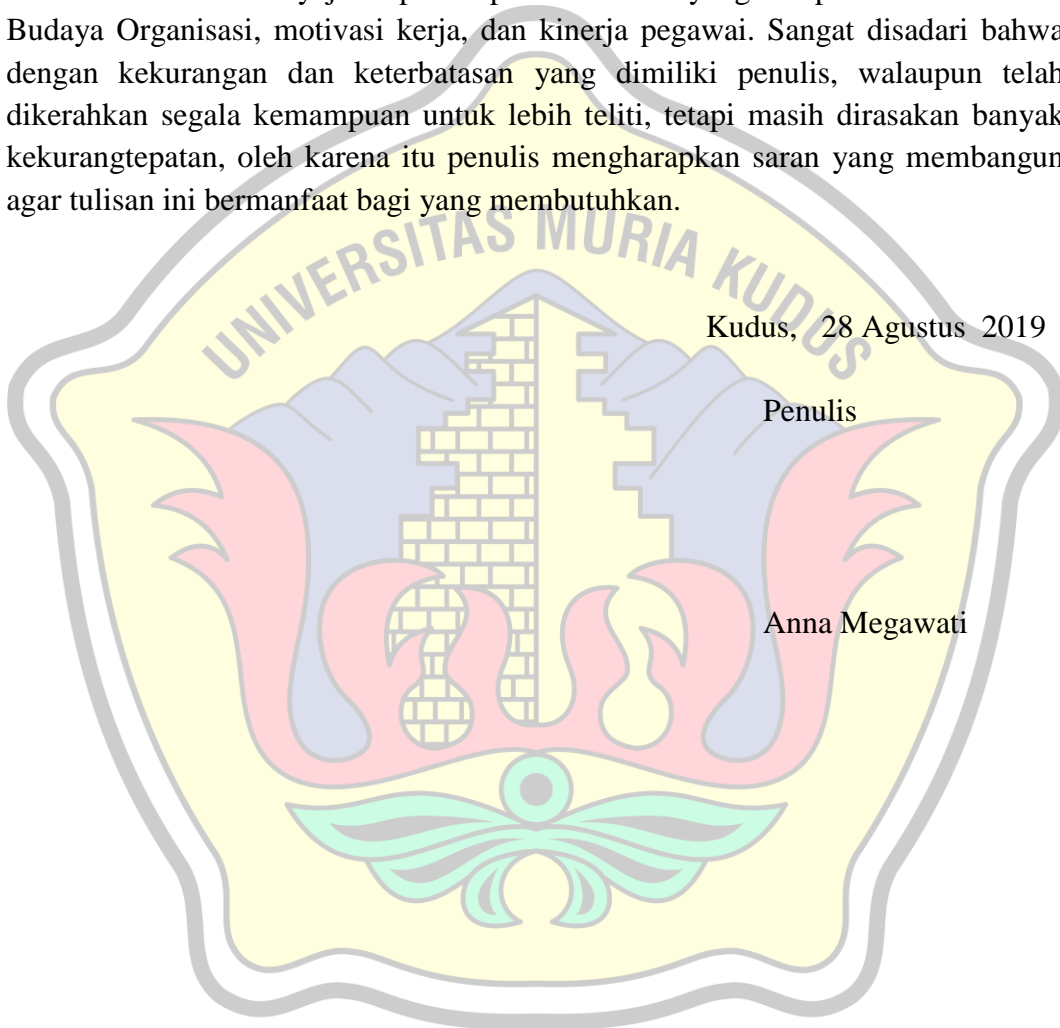 Budaya Organisasi, motivasi kerja, dan kinerja pegawai. Sangat disadari bahwa
dengan kekurangan dan keterbatasan yang dimiliki penulis, walaupun telah
dikerahkan segala kemampuan untuk lebih teliti, tetapi masih dirasakan banyak
kekurangtepatan, oleh karena itu penulis mengharapkan saran yang membangun
agar tulisan ini bermanfaat bagi yang membutuhkan.
UNIVERSITAS MURIA KUDUS
Kudus, 28 Agustus 2019
Penulis
Anna Megawati